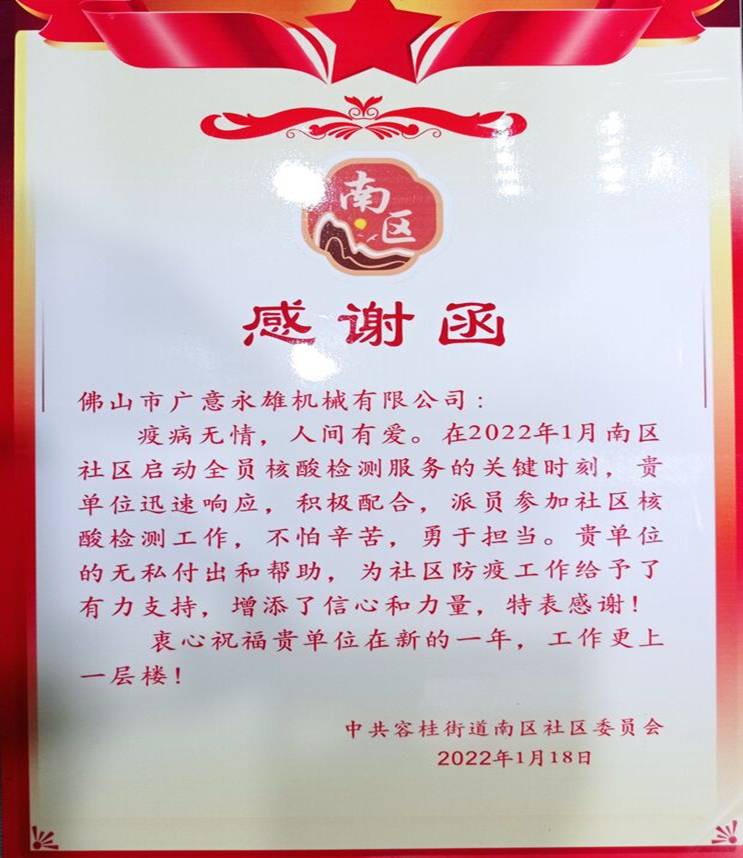 南区
感谢函
佛山市广意永雄机械有限公司：
疫病无情，人间有爱。在2022年1月南区
社区启动全员核酸检测服务的关键时刻，贵
单位迅速响应，积极配合，派员参加社区核
酸检测工作，不怕辛苦，勇于担当。贵单位
的无私付出和帮助，为社区防疫工作给予了
有力支持，增添了信心和力量，特表感谢！
衷心祝福贵单位在新的一年，工作更上
一层楼！
中共容桂街道南区社区委员会
2022年1月18日